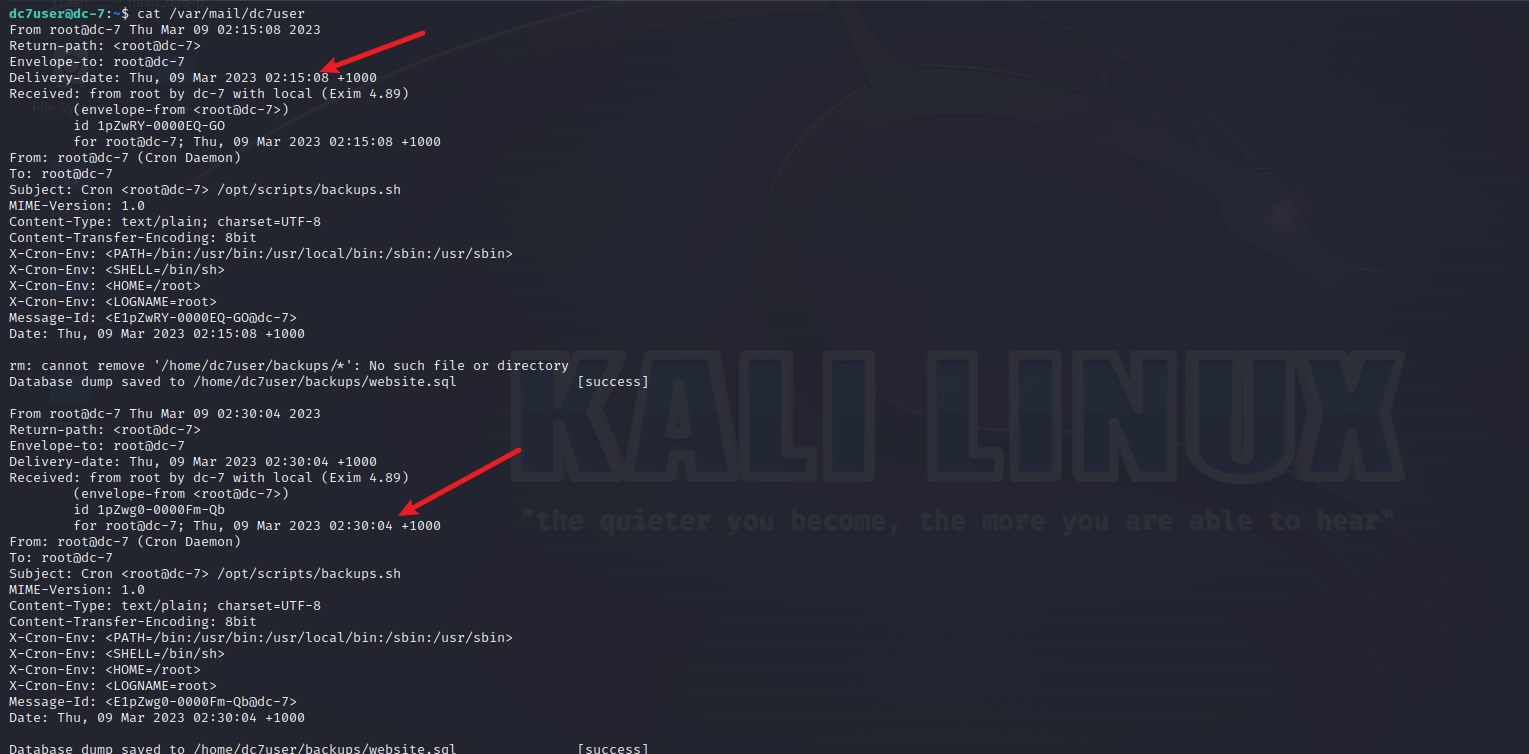 dc7user@dc-7:~$ cat /var/mail/dc7user
From root@dc-7 Thu Mar 09 02:15:08 2023
Return-path: <root@dc-7>
Envelope-to: root@dc-7
Delivery-date: Thu, 09 Mar 2023 02:15:08 +1000
Received: from root by dc-7 with local (Exim 4.89)
        (envelope-from <root@dc-7>)
        id 1pZwRY-0000EQ-GO
        for root@dc-7; Thu, 09 Mar 2023 02:15:08 +1000
From: root@dc-7 (Cron Daemon)
To: root@dc-7
Subject: Cron <root@dc-7> /opt/scripts/backups.sh
MIME-Version: 1.0
Content-Type: text/plain; charset=UTF-8
Content-Transfer-Encoding: 8bit
X-Cron-Env: <PATH=/bin:/usr/bin:/usr/local/bin:/sbin:/usr/sbin>
X-Cron-Env: <SHELL=/bin/sh>
X-Cron-Env: <HOME=/root>
X-Cron-Env: <LOGNAME=root>
Message-Id: <E1pZwRY-0000EQ-GO@dc-7>
Date: Thu, 09 Mar 2023 02:15:08 +1000

rm: cannot remove '/home/dc7user/backups/*': No such file or directory
Database dump saved to /home/dc7user/backups/website.sql               [success]

From root@dc-7 Thu Mar 09 02:30:04 2023
Return-path: <root@dc-7>
Envelope-to: root@dc-7
Delivery-date: Thu, 09 Mar 2023 02:30:04 +1000
Received: from root by dc-7 with local (Exim 4.89)
        (envelope-from <root@dc-7>)
        id 1pZwg0-0000Fm-Qb
        for root@dc-7; Thu, 09 Mar 2023 02:30:04 +1000
From: root@dc-7 (Cron Daemon)
To: root@dc-7
Subject: Cron <root@dc-7> /opt/scripts/backups.sh
MIME-Version: 1.0
Content-Type: text/plain; charset=UTF-8
Content-Transfer-Encoding: 8bit
X-Cron-Env: <PATH=/bin:/usr/bin:/usr/local/bin:/sbin:/usr/sbin>
X-Cron-Env: <SHELL=/bin/sh>
X-Cron-Env: <HOME=/root>
X-Cron-Env: <LOGNAME=root>
Message-Id: <E1pZwg0-0000Fm-Qb@dc-7>
Date: Thu, 09 Mar 2023 02:30:04 +1000

Database dump saved to /home/dc7user/backups/website.sql               [success]
KALI LINUX
"the quieter you become, the more you are able to hear"